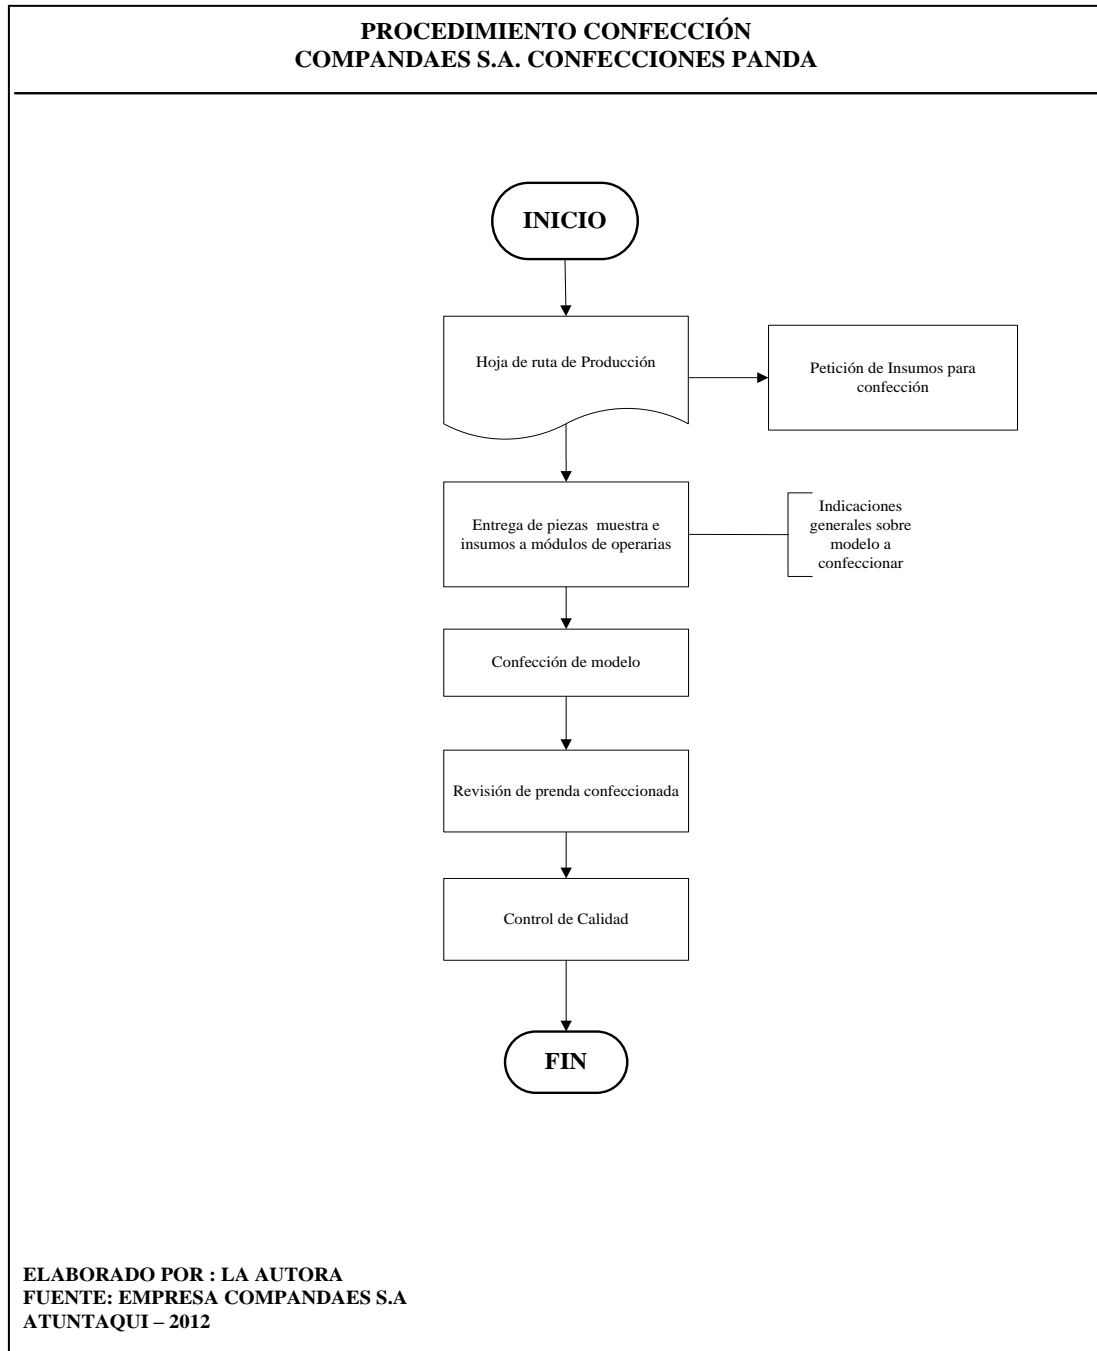 PROCEDIMIENTO CONFECCIÓN
COMPANDAES S.A. CONFECCIONES PANDA
INICIO
Hoja de ruta de Producción
Petición de Insumos para
confección
Entrega de piezas muestra e
insumos a módulos de operarias
Indicaciones
generales sobre
modelo a
confeccionar
Confección de modelo
Revisión de prenda confeccionada
Control de Calidad
FIN
ELABORADO POR : LA AUTORA
FUENTE: EMPRESA COMPANDAES S.A
ATUNTAQUI – 2012